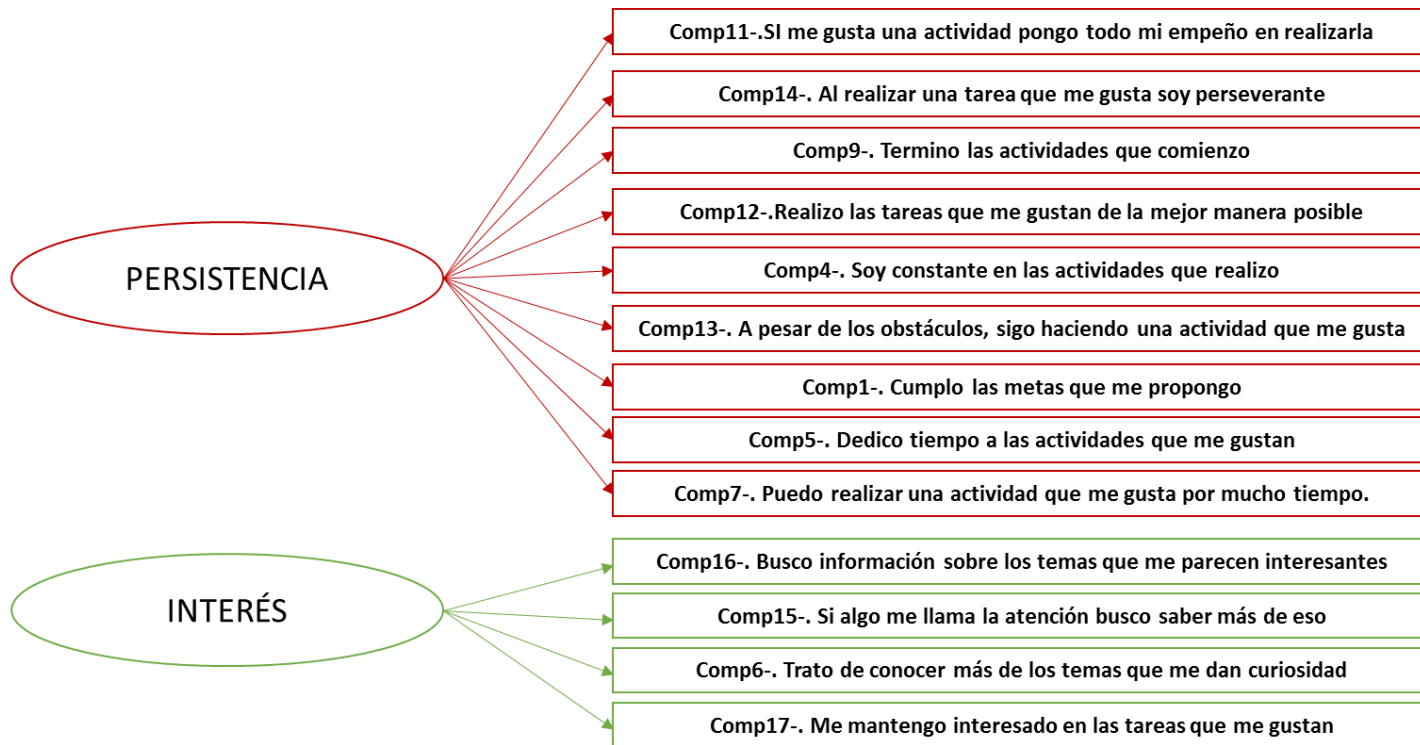 Comp11-.SI me gusta una actividad pongo todo mi empeño en realizarla
Comp14-. Al realizar una tarea que me gusta soy perseverante
Comp9-. Termino las actividades que comienzo
Comp12-.Realizo las tareas que me gustan de la mejor manera posible
PERSISTENCIA
Comp4-. Soy constante en las actividades que realizo
Comp13-. A pesar de los obstáculos, sigo haciendo una actividad que me gusta
Comp1-. Cumplo las metas que me propongo
Comp5-. Dedico tiempo a las actividades que me gustan
Comp7-. Puedo realizar una actividad que me gusta por mucho tiempo.
Comp16-. Busco información sobre los temas que me parecen interesantes
INTERÉS
Comp15-. Si algo me llama la atención busco saber más de eso
Comp6-. Trato de conocer más de los temas que me dan curiosidad
Comp17-. Me mantengo interesado en las tareas que me gustan